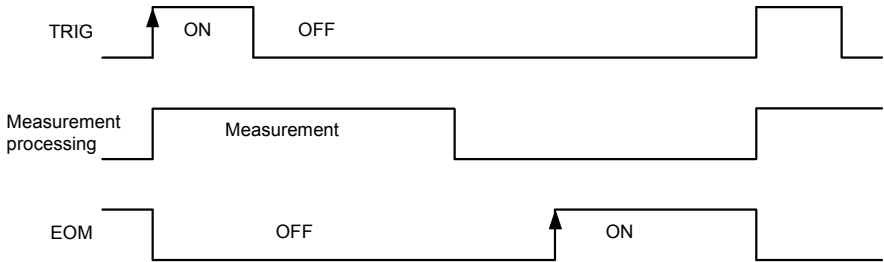 TRIG ON OFF
Measurement
processing
Measurement
EOM OFF ON